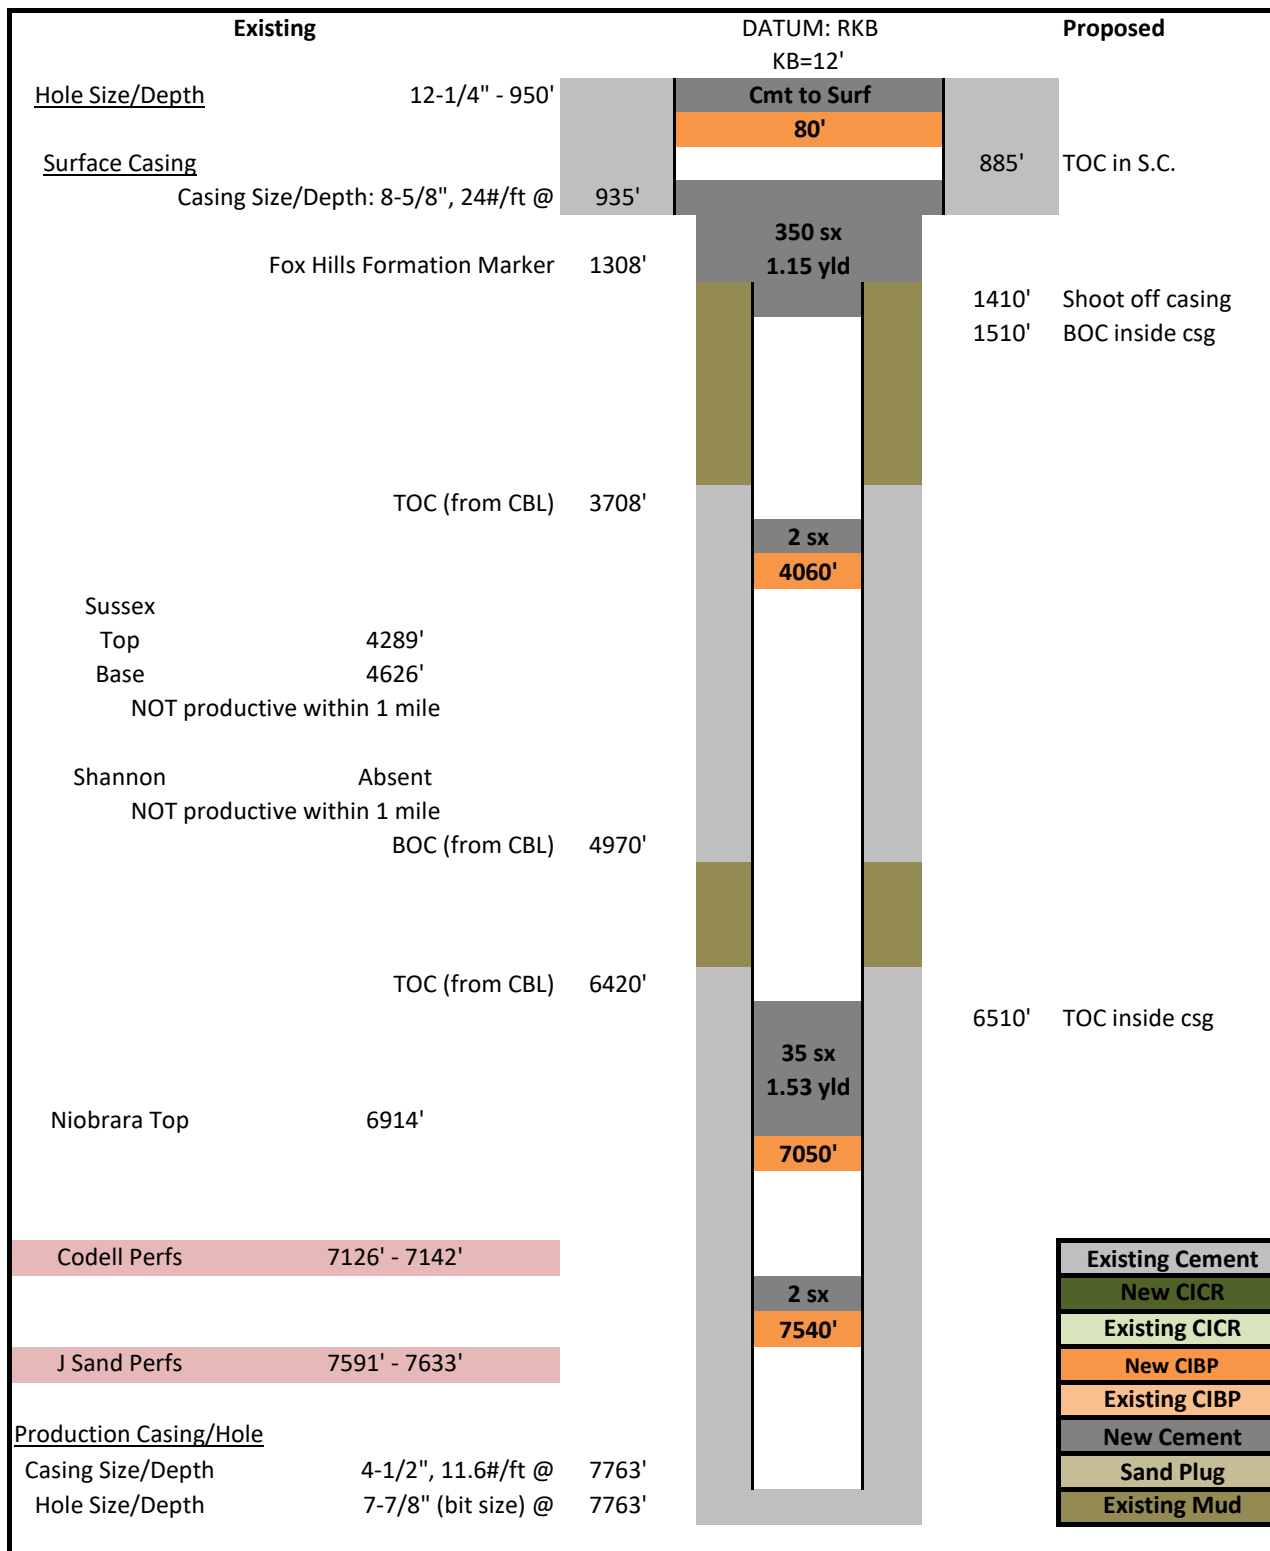 Existing DATUM: RKB Proposed
KB=12'
Hole Size/Depth 12-1/4" - 950' Cmt to Surf
80'
Surface Casing 885' TOC in S.C.
Casing Size/Depth: 8-5/8", 24#/ft @ 935'
350 sx
Fox Hills Formation Marker 1308' 1.15 yld
1410' Shoot off casing
1510' BOC inside csg
TOC (from CBL) 3708'
2 sx
4060'
Sussex
Top 4289'
Base 4626'
NOT productive within 1 mile
Shannon Absent
NOT productive within 1 mile
BOC (from CBL) 4970'
TOC (from CBL) 6420'
6510' TOC inside csg
35 sx
1.53 yld
Niobrara Top 6914'
7050'
Codell Perfs 7126' - 7142' Existing Cement
2 sx New CICR
7540' Existing CICR
J Sand Perfs 7591' - 7633' New CIBP
Existing CIBP
Production Casing/Hole New Cement
Casing Size/Depth 4-1/2", 11.6#/ft @ 7763' Sand Plug
Hole Size/Depth 7-7/8" (bit size) @ 7763' Existing Mud